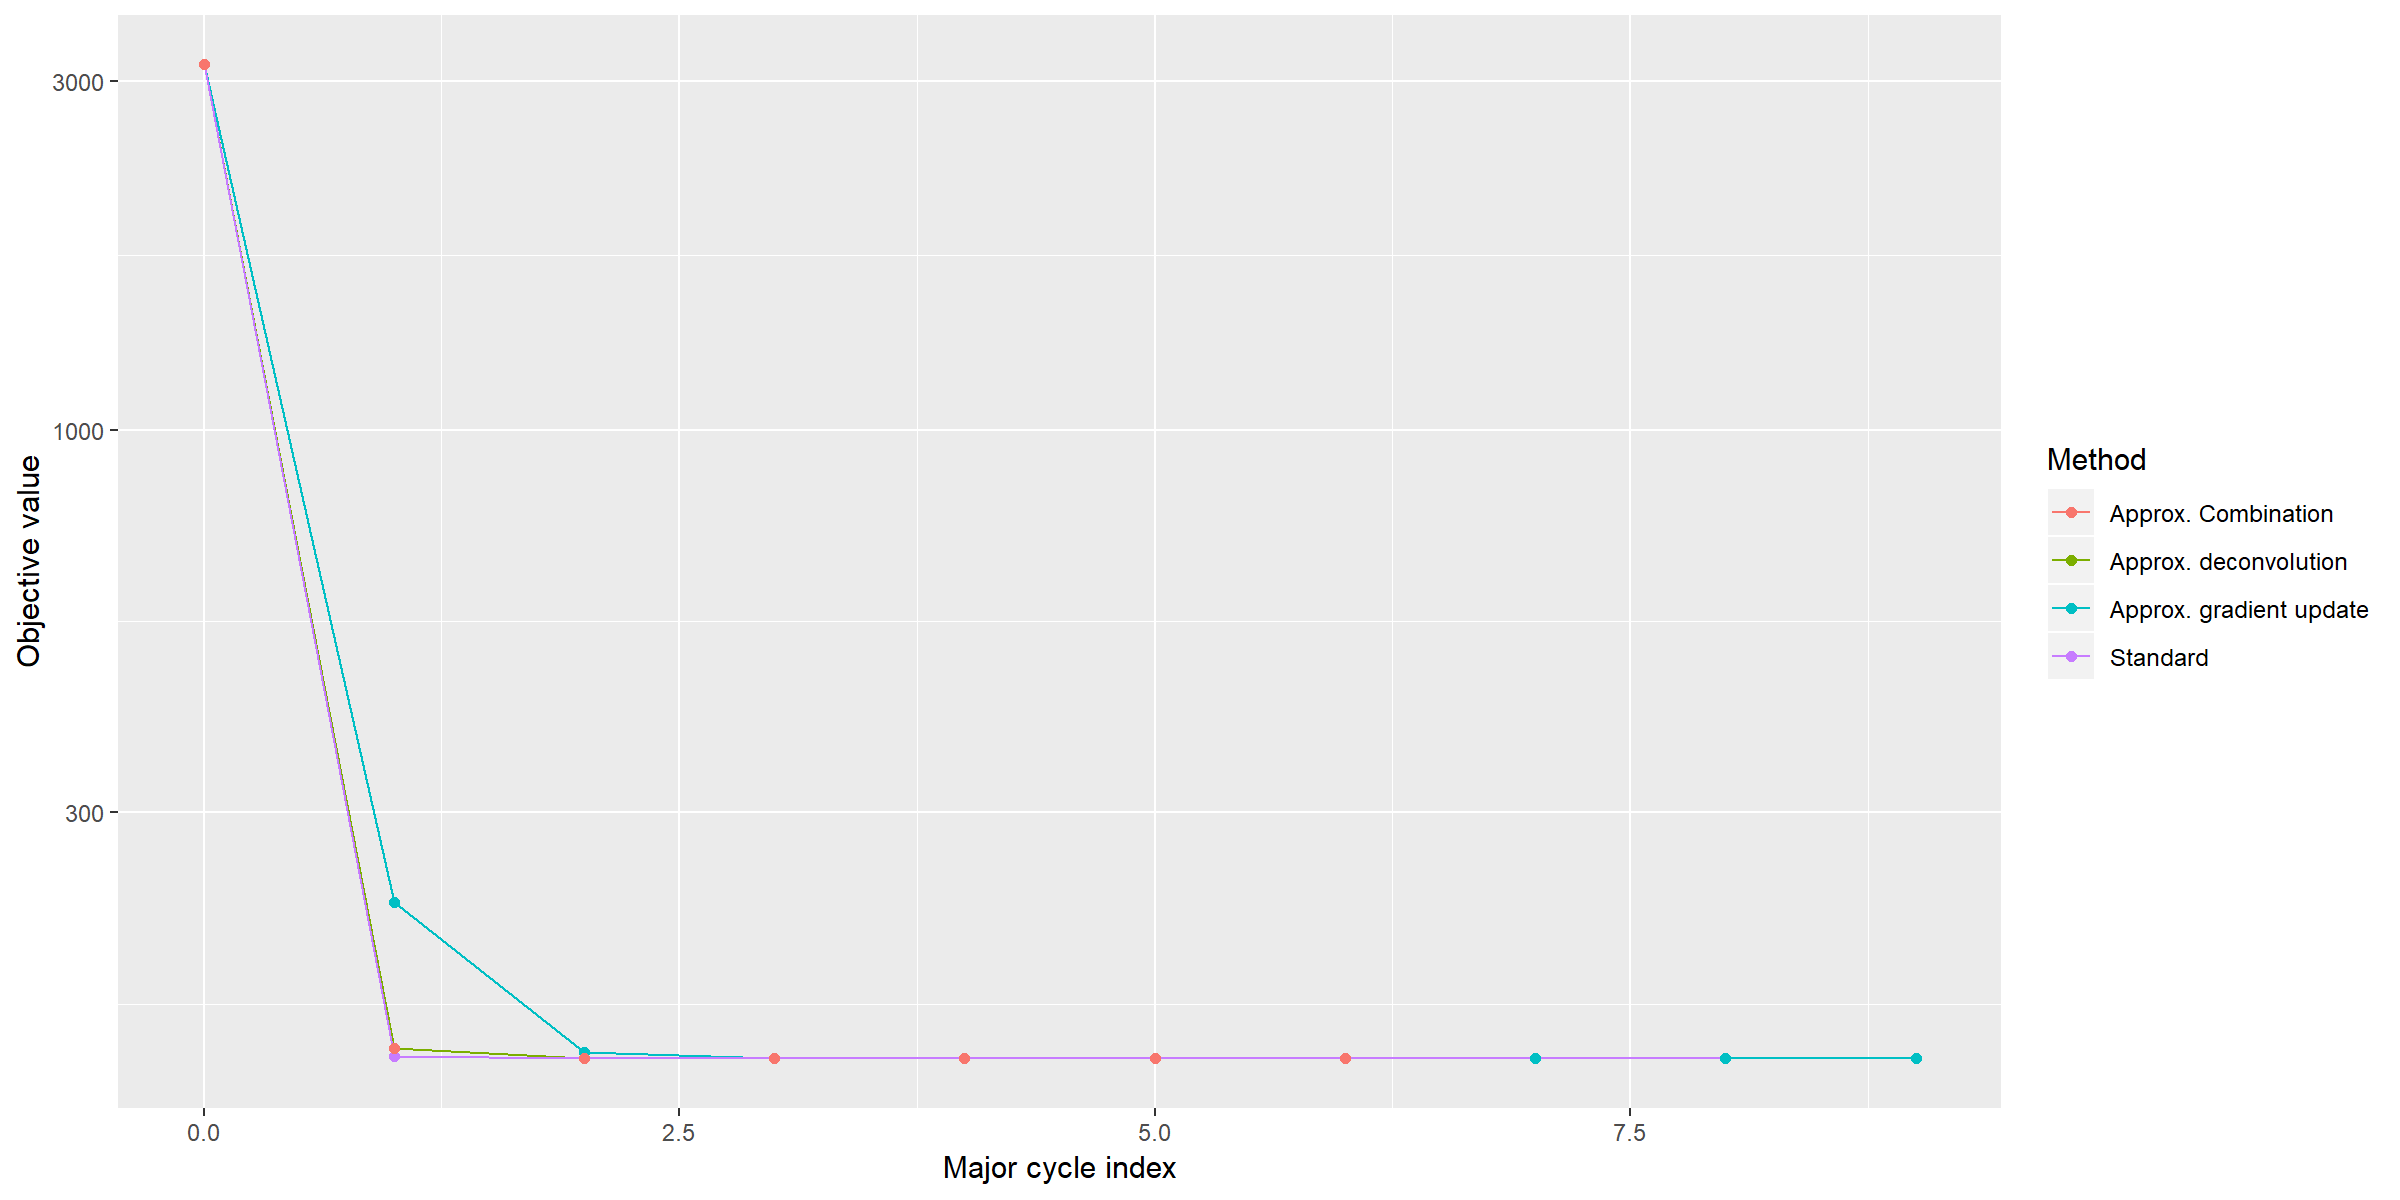 3000
1000
300
Objective value
0.0
2.5
5.0
7.5
Major cycle index
Method
Approx. Combination
Approx. deconvolution
Approx. gradient update
Standard